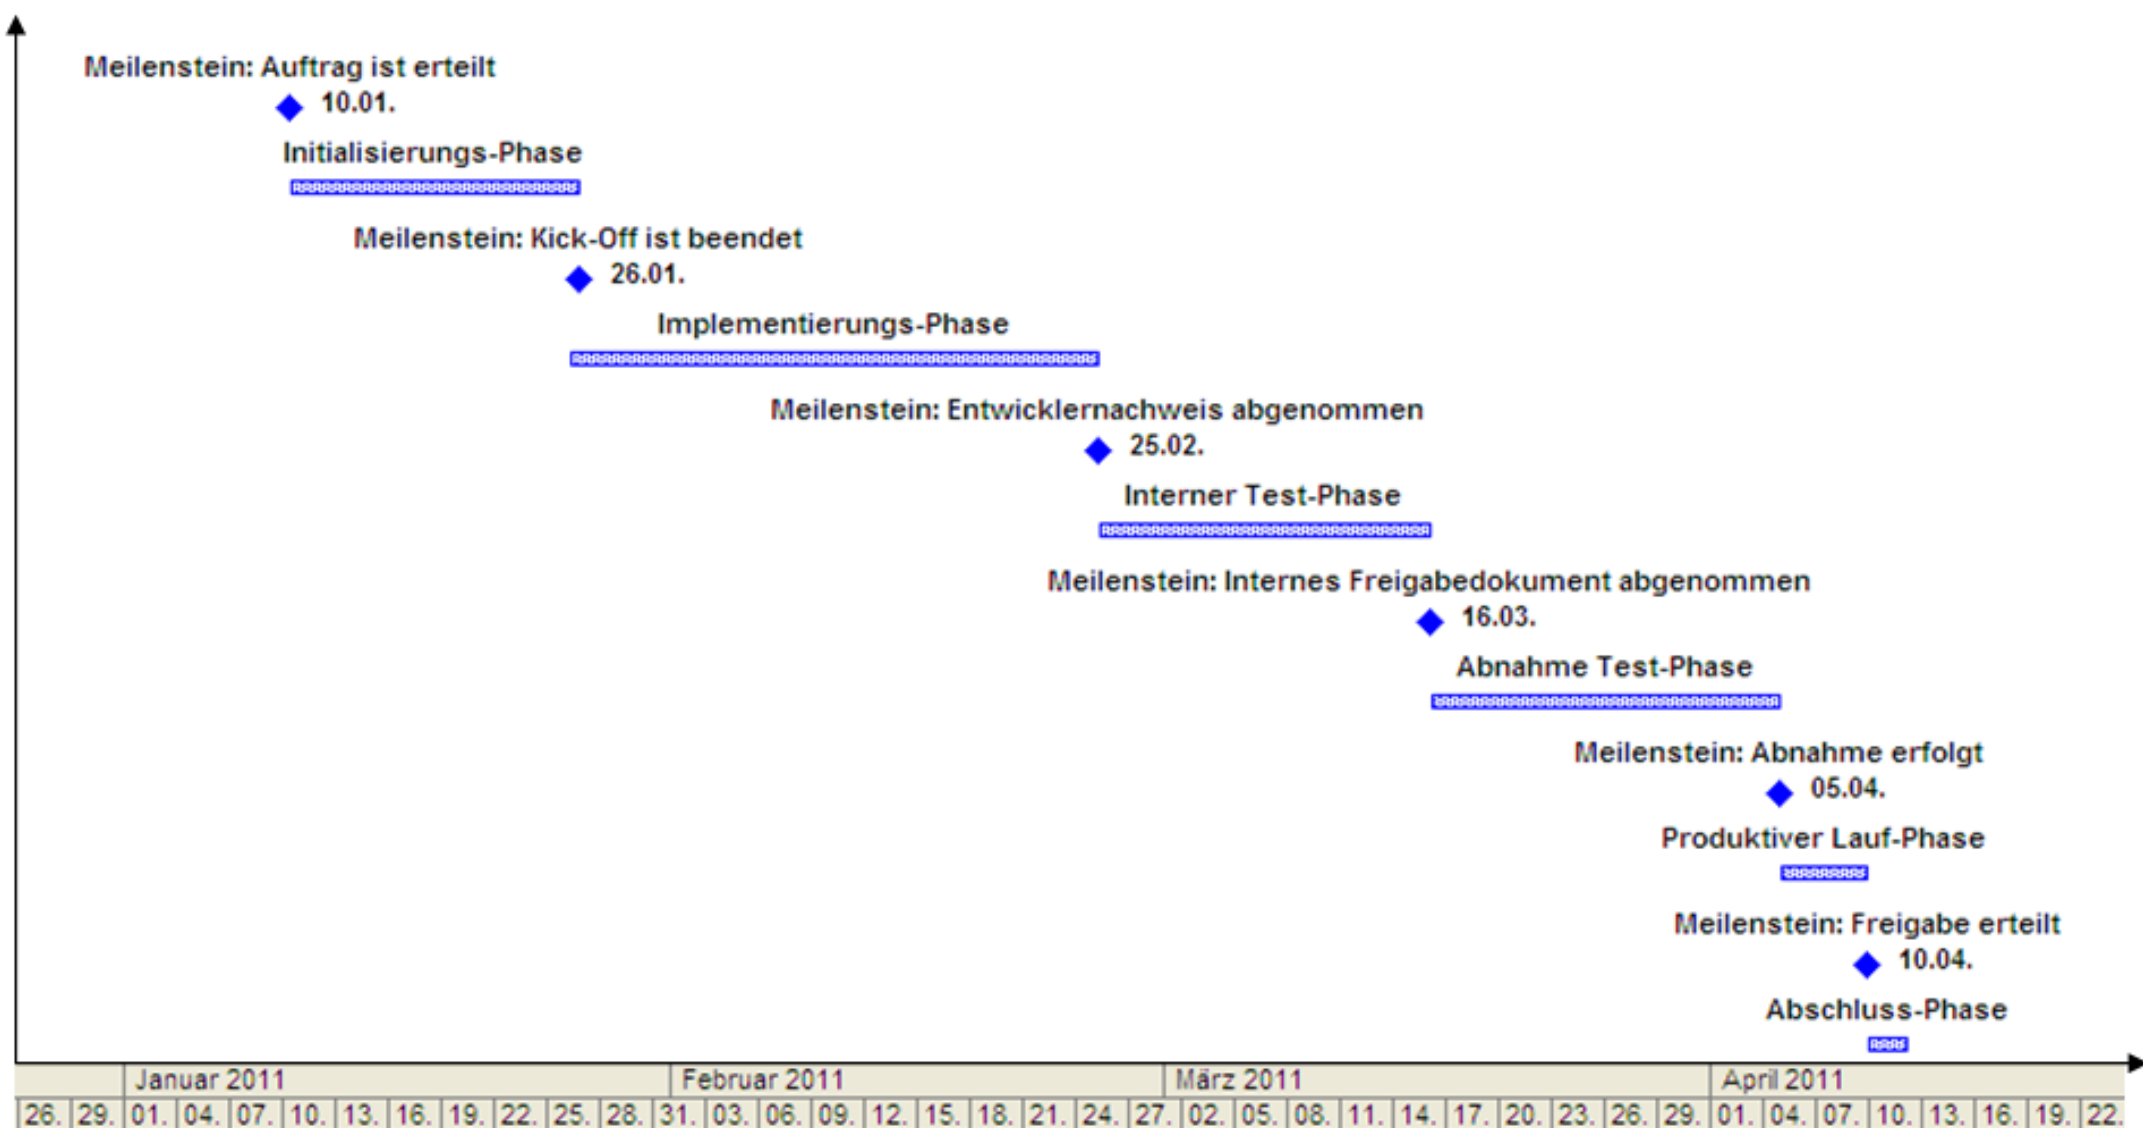 Meilenstein: Auftrag ist erteilt
10.01.
Initialisierungs-Phase
Meilenstein: Kick-Off ist beendet
26.01.
Implementierungs-Phase
Meilenstein: Entwicklernachweis abgenommen
25.02.
Interner Test-Phase
Meilenstein: Internes Freigabedokument abgenommen
16.03.
Abnahme Test-Phase
Meilenstein: Abnahme erfolgt
05.04.
Produktiver Lauf-Phase
Meilenstein: Freigabe erteilt
10.04.
Abschluss-Phase
Januar 2011 Februar 2011 März 2011 April 2011
26. 29. 01. 04. 07. 10. 13. 16. 19. 22. 25. 28. 31. 03. 06. 09. 12. 15. 18. 21. 24. 27. 02. 05. 08. 11. 14. 17. 20. 23. 26. 29. 01. 04. 07. 10. 13. 16. 19. 22.